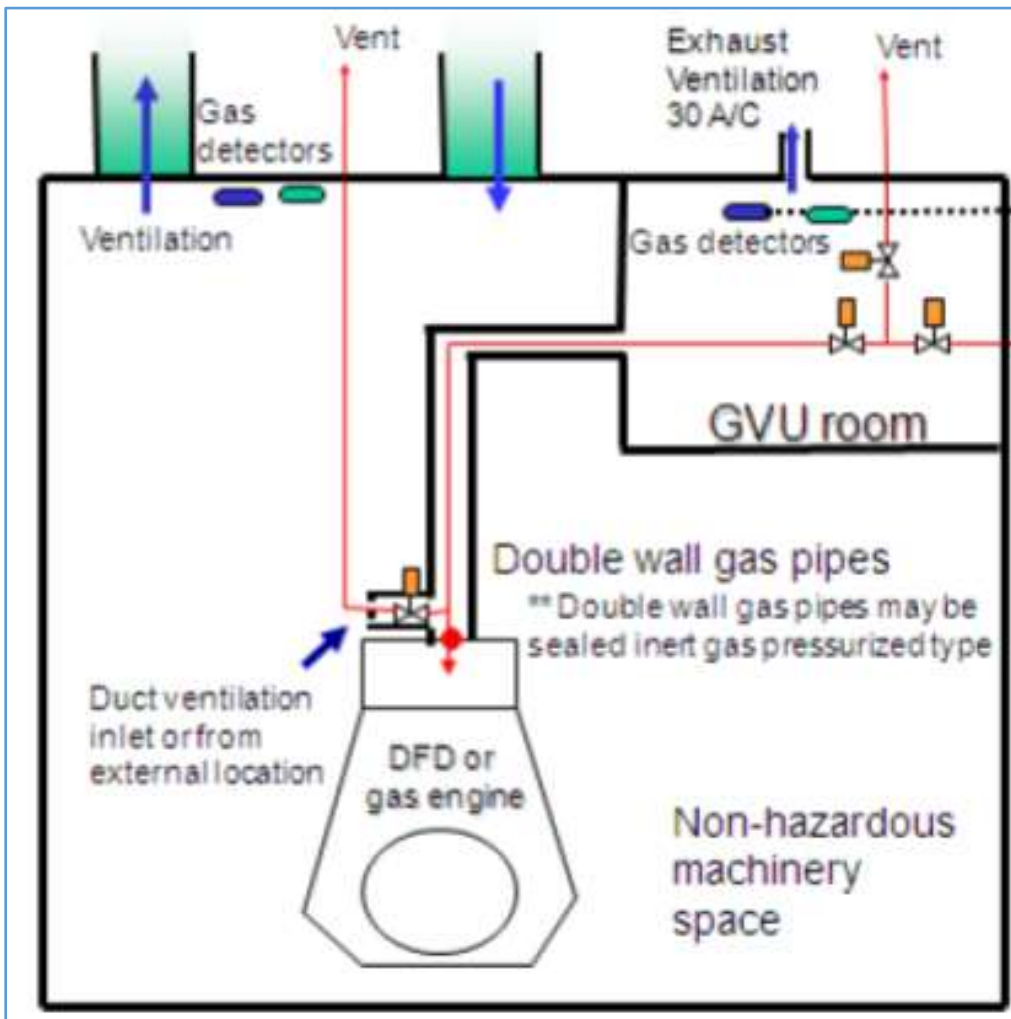 Vent
Exhaust
Ventilation
30 A/C
Vent
Gas
detectors
Ventilation
Gas detectors
GVU room
Double wall gas pipes
** Double wall gas pipes may be
sealed inert gas pressurized type
Duct ventilation
inlet or from
external location
DFD or
gas engine
Non-hazardous
machinery
space